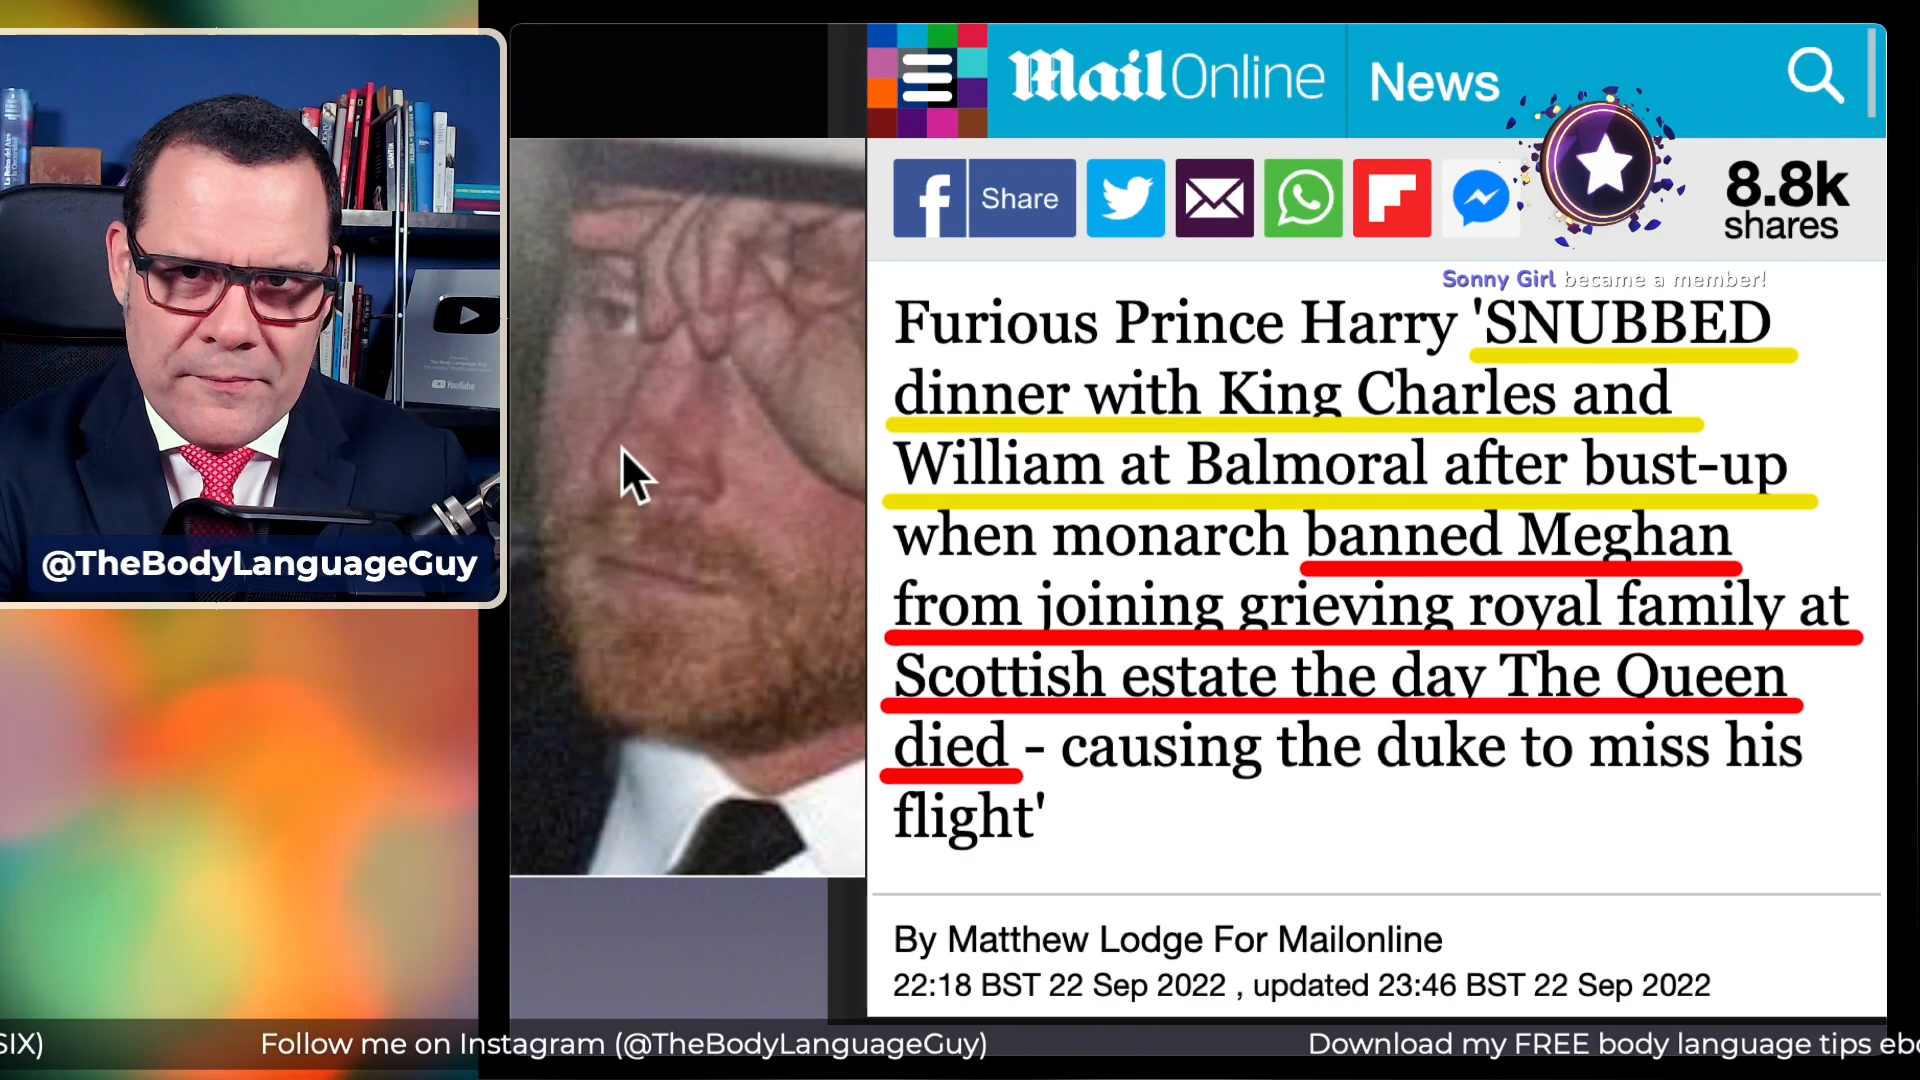 @TheBodyLanguageGuy
YouTube
Mail Online
News
Share
8.8k
shares
Sonny Girl became a member!
Furious Prince Harry 'SNUBBED
dinner with King Charles and
William at Balmoral after bust-up
when monarch banned Meghan
from joining grieving royal family at
Scottish estate the day The Queen
died - causing the duke to miss his
flight'
By Matthew Lodge For Mailonline
22:18 BST 22 Sep 2022 , updated 23:46 BST 22 Sep 2022
SIX) Follow me on Instagram (@TheBodyLanguageGuy) Download my FREE body language tips ebo